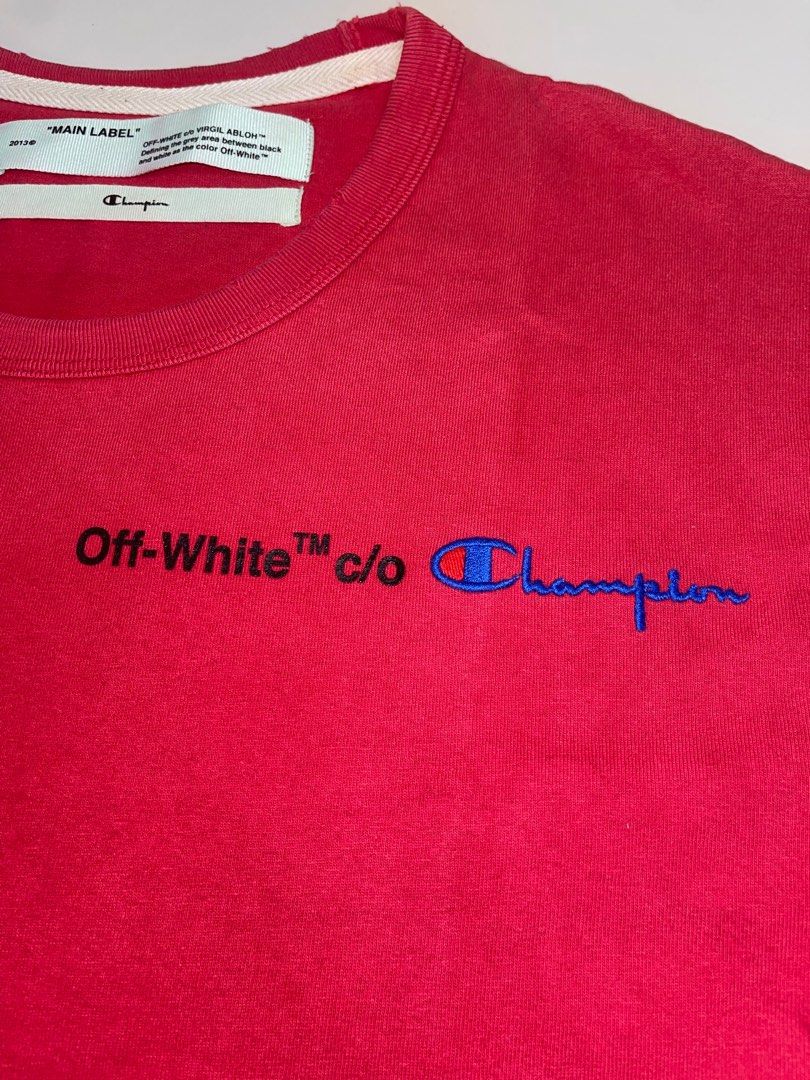 "MAIN LABEL"
2013©
OFF-WHITE c/o VIRGIL ABLOH™
Defining the grey area between black
and white as the color Off-White™
Champion
Off-White™ c/o Champion